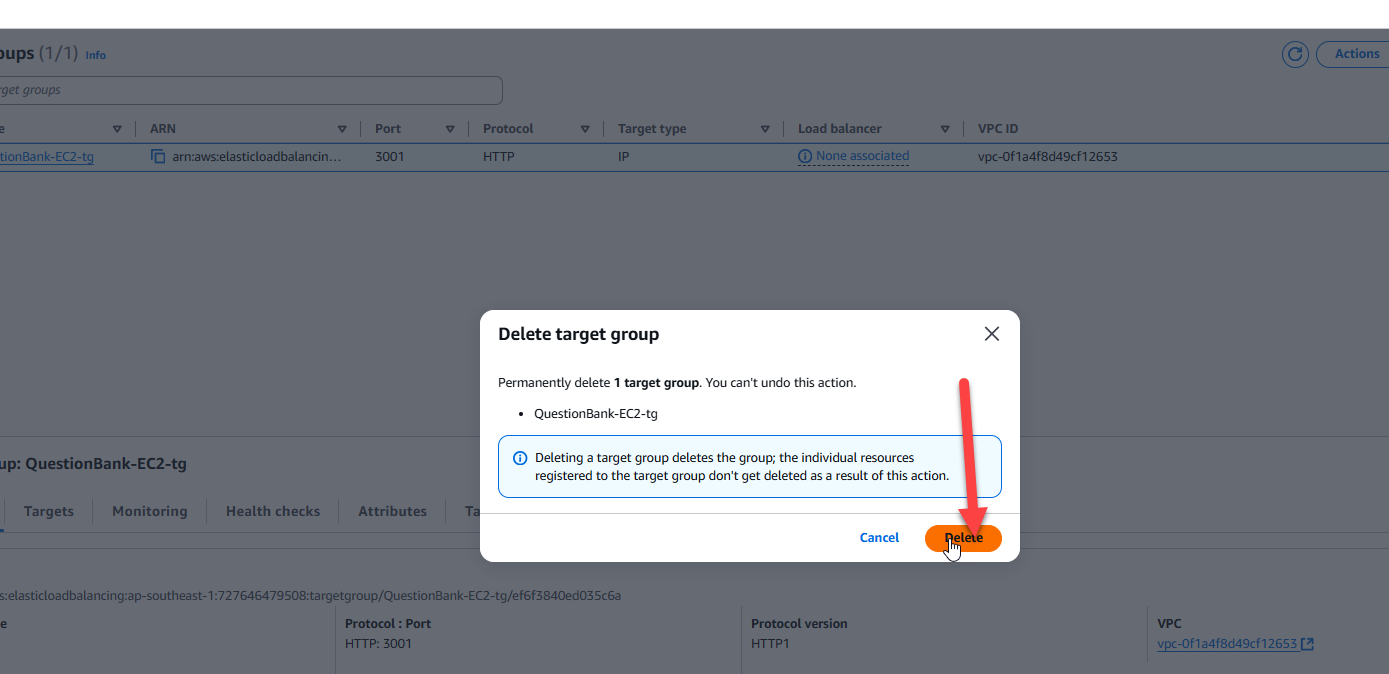 oups (1/1) Info
Actions
rget groups
e ARN Port Protocol Target type Load balancer VPC ID
tionBank-EC2-tg arn:aws:elasticloadbalancin... 3001 HTTP IP None associated vpc-0f1a4f8d49cf12653
Delete target group
Permanently delete 1 target group. You can't undo this action.
• QuestionBank-EC2-tg
Deleting a target group deletes the group; the individual resources
registered to the target group don't get deleted as a result of this action.
Cancel Delete
up: QuestionBank-EC2-tg
Targets Monitoring Health checks Attributes Ta
s:elasticloadbalancing:ap-southeast-1:727646479508:targetgroup/QuestionBank-EC2-tg/ef6f3840ed035c6a
e Protocol : Port Protocol version VPC
HTTP: 3001 HTTP1 vpc-0f1a4f8d49cf12653